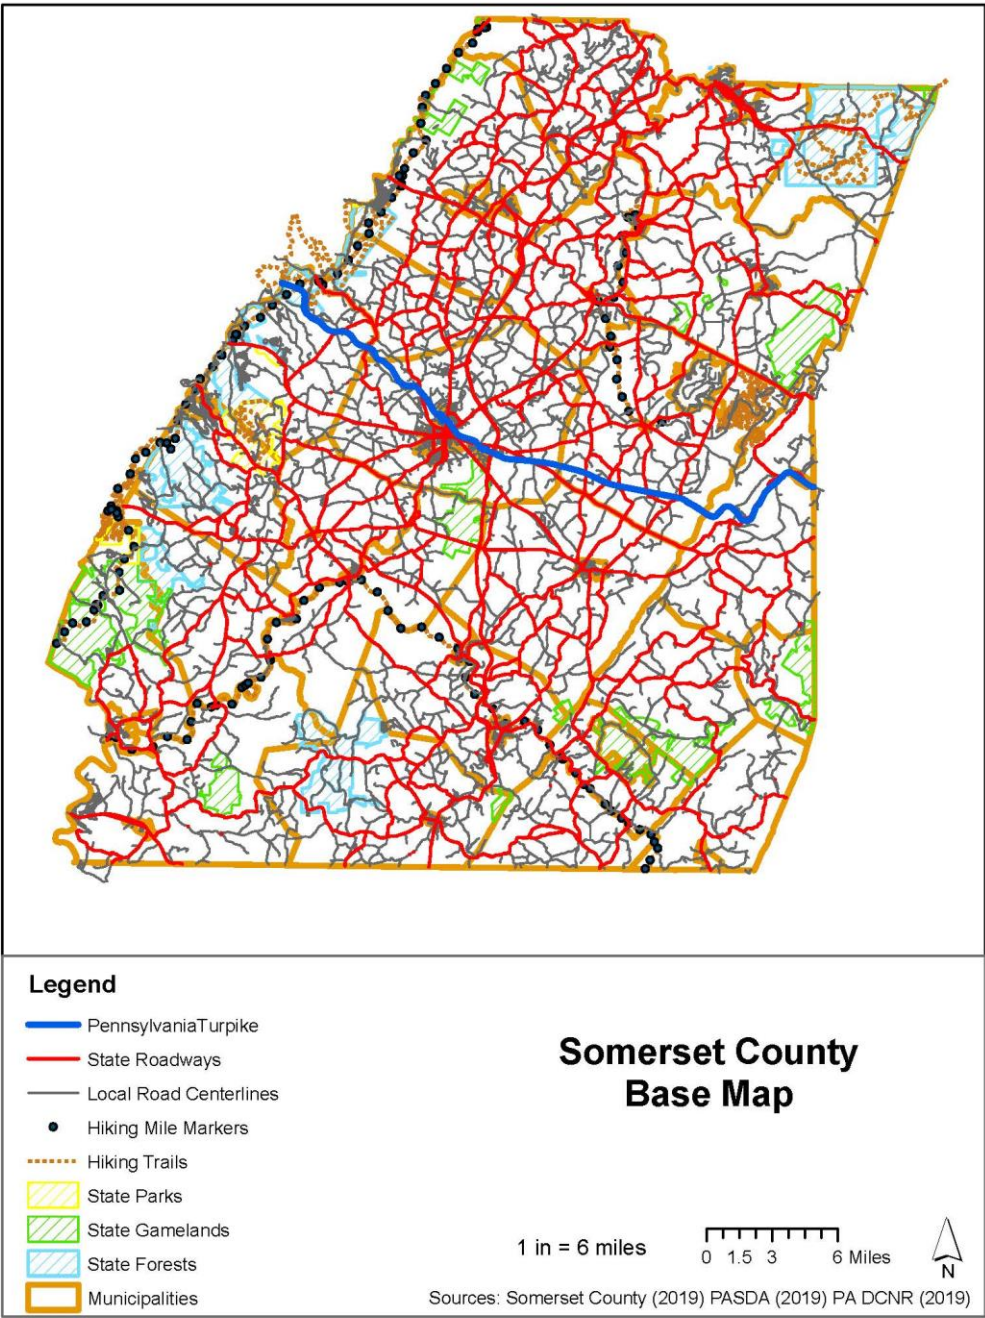 Legend
PennsylvaniaTurpike
State Roadways
Local Road Centerlines
Hiking Mile Markers
Hiking Trails
State Parks
State Gamelands
State Forests
Municipalities
Somerset County
Base Map
1 in = 6 miles
0 1.5 3 6 Miles
N
Sources: Somerset County (2019) PASDA (2019) PA DCNR (2019)